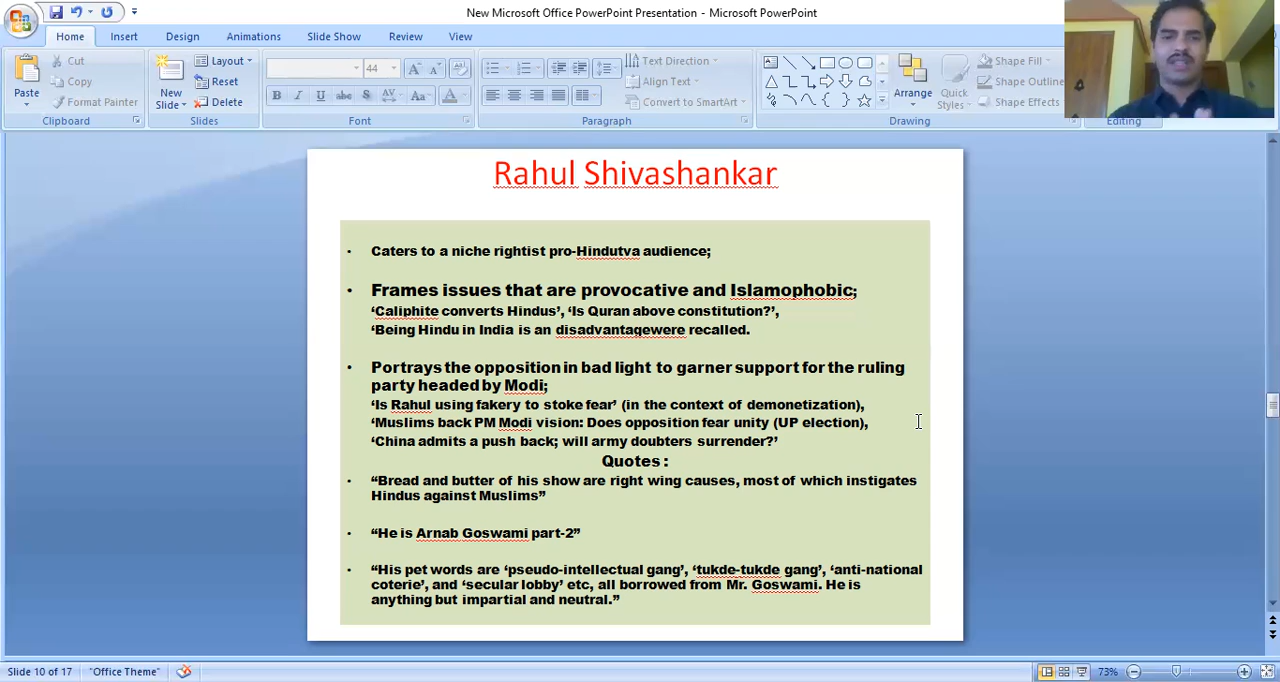 New Microsoft Office PowerPoint Presentation - Microsoft PowerPoint
Home Insert Design Animations Slide Show Review View
Paste
Cut
Copy
Format Painter
Clipboard
New Slide
Layout
Reset
Delete
Slides
44
B I U abc S AV Aa A
Font
Text Direction
Align Text
Convert to SmartArt
Paragraph
Arrange
Quick Styles
Shape Fill
Shape Outline
Shape Effects
Drawing
Editing
Rahul Shivashankar
• Caters to a niche rightist pro-Hindutva audience;
• Frames issues that are provocative and Islamophobic;
‘Caliphite converts Hindus’, ‘Is Quran above constitution?’,
‘Being Hindu in India is an disadvantagewere recalled.
• Portrays the opposition in bad light to garner support for the ruling
party headed by Modi;
‘Is Rahul using fakery to stoke fear’ (in the context of demonetization),
‘Muslims back PM Modi vision: Does opposition fear unity (UP election),
‘China admits a push back; will army doubters surrender?’
Quotes :
• “Bread and butter of his show are right wing causes, most of which instigates
Hindus against Muslims”
• “He is Arnab Goswami part-2”
• “His pet words are ‘pseudo-intellectual gang’, ‘tukde-tukde gang’, ‘anti-national
coterie’, and ‘secular lobby’ etc, all borrowed from Mr. Goswami. He is
anything but impartial and neutral.”
Slide 10 of 17 "Office Theme" 73%